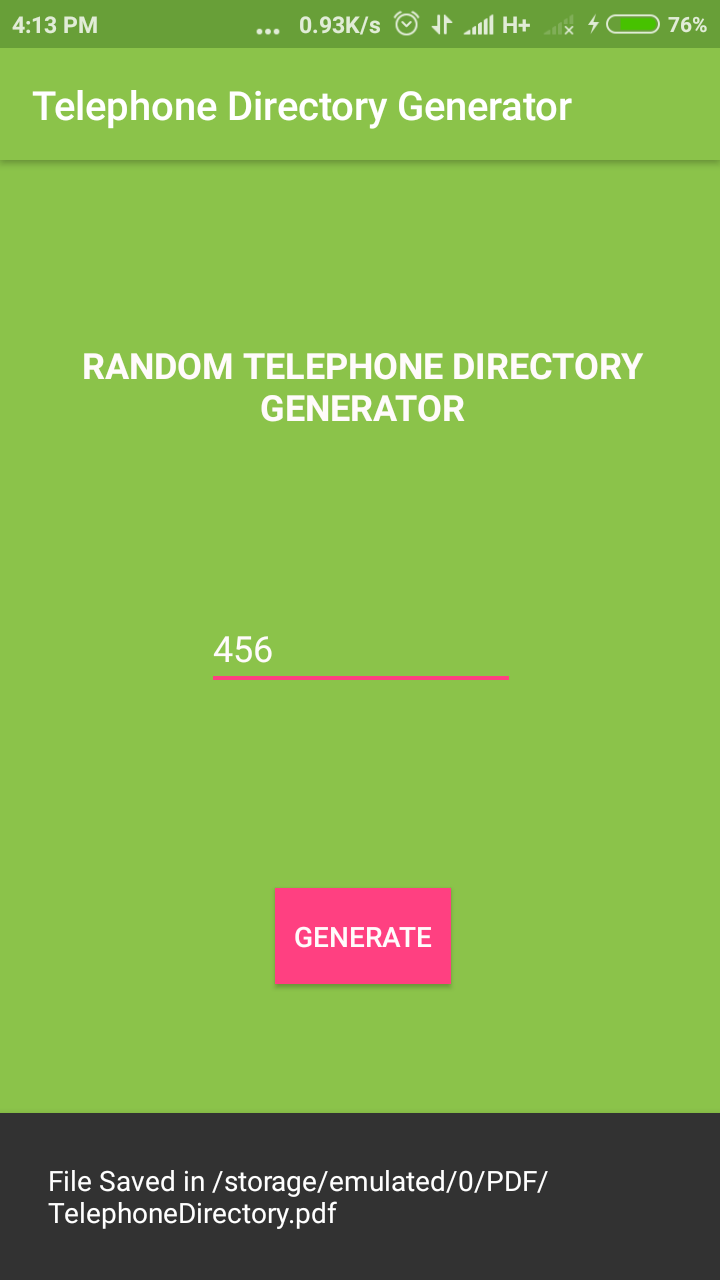 4:13 PM ... 0.93K/s H+ 76%
Telephone Directory Generator
RANDOM TELEPHONE DIRECTORY
GENERATOR
456
GENERATE
File Saved in /storage/emulated/0/PDF/
TelephoneDirectory.pdf